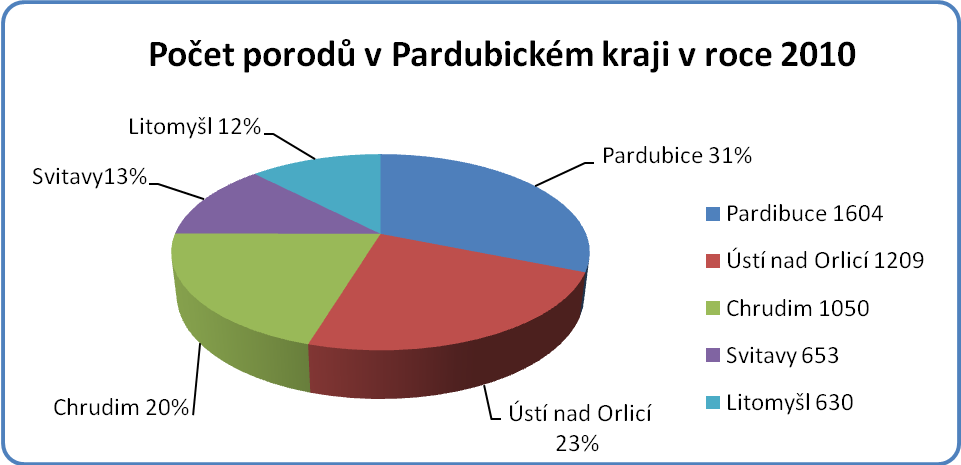 Počet porodů v Pardubickém kraji v roce 2010
Litomyšl 12%
Pardubice 31%
Svitavy13%
Pardibuce 1604
Ústí nad Orlicí 1209
Chrudim 1050
Svitavy 653
Litomyšl 630
Chrudim 20%
Ústí nad Orlicí
23%